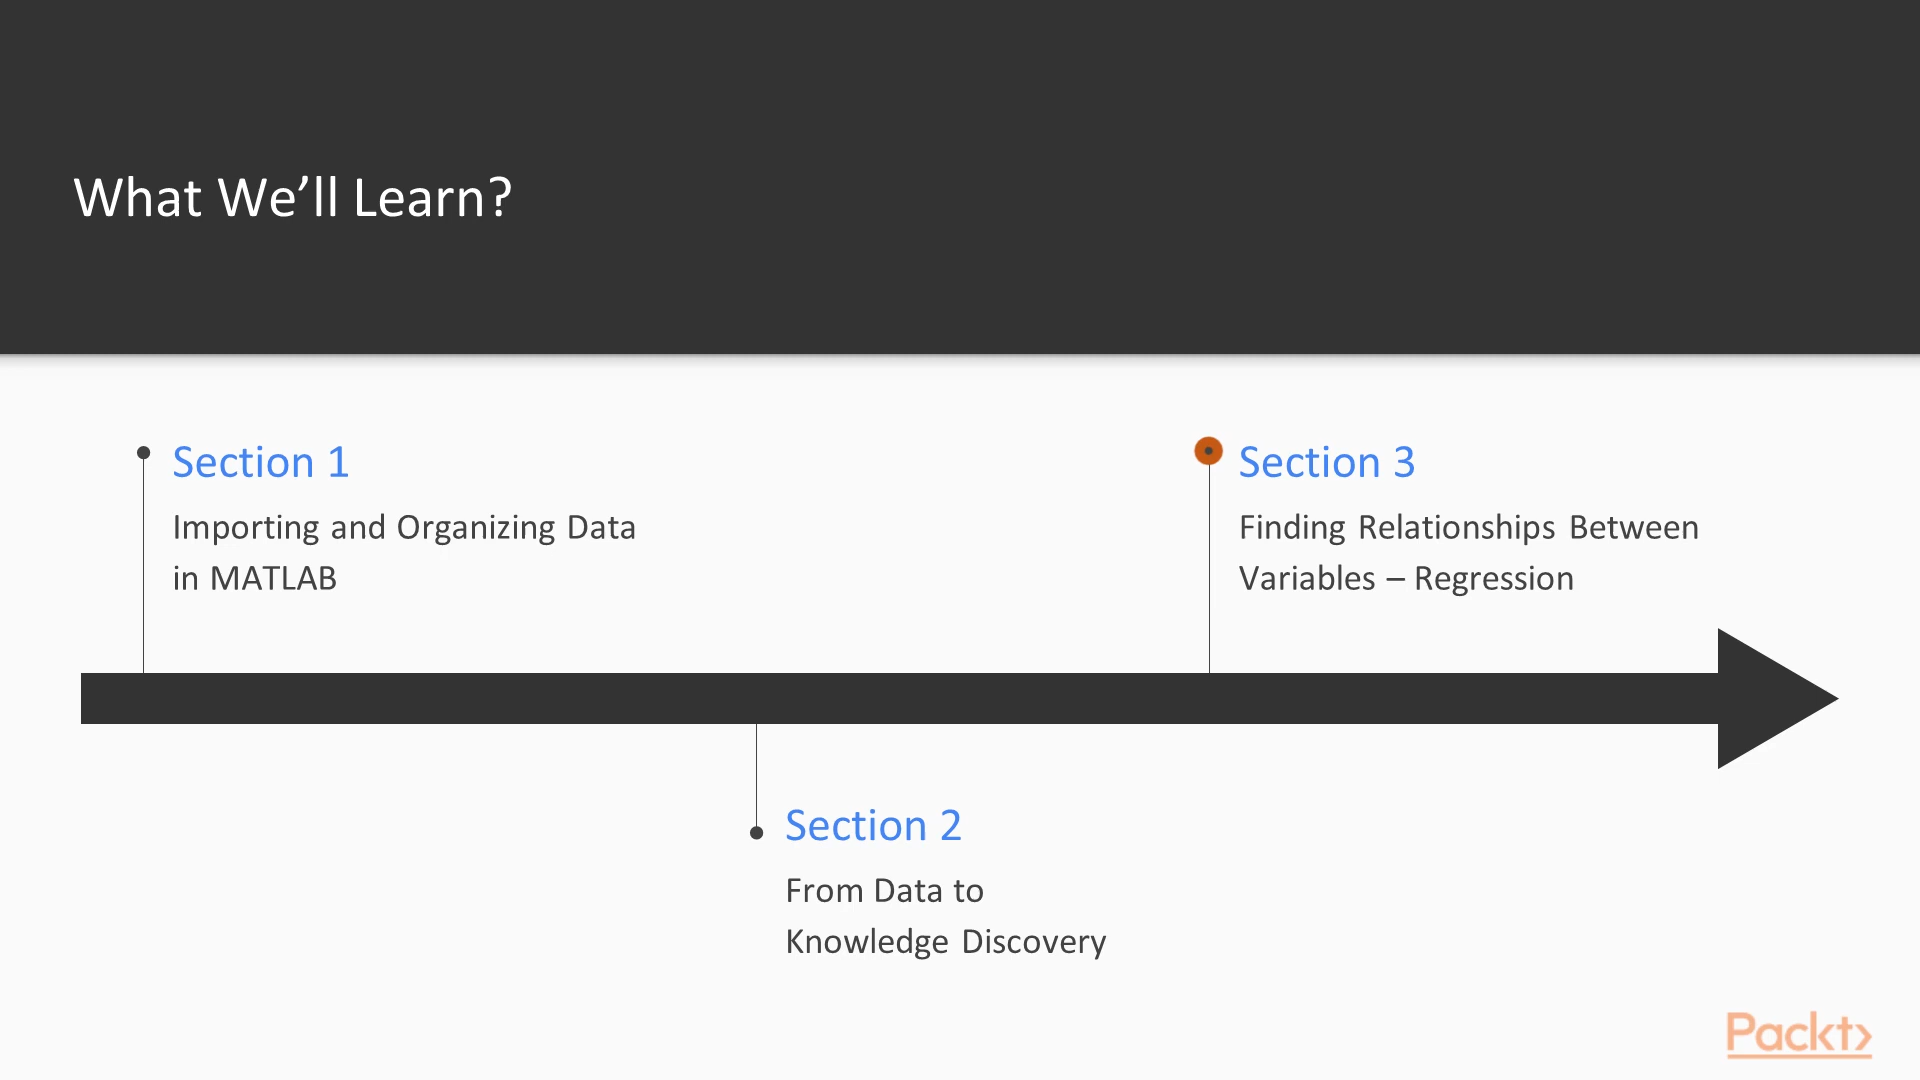 What We’ll Learn?
Section 1
Importing and Organizing Data
in MATLAB
Section 3
Finding Relationships Between
Variables – Regression
Section 2
From Data to
Knowledge Discovery
Packt>